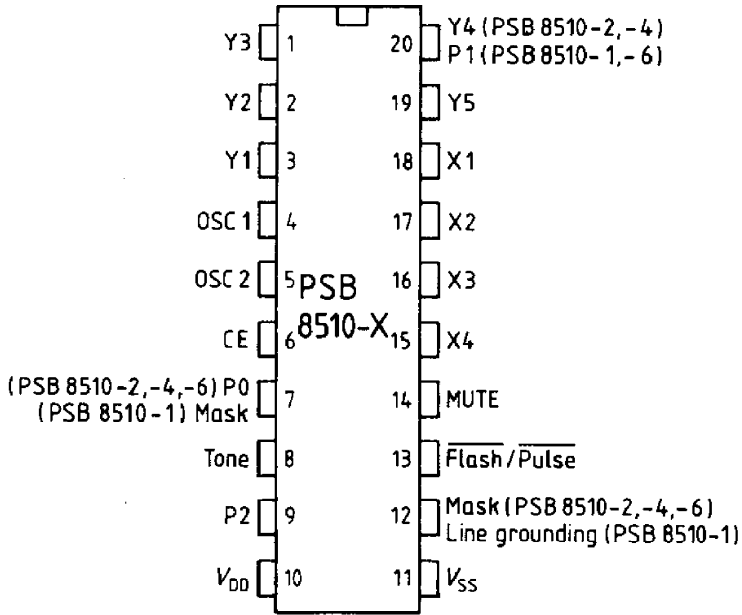 Y3 1 20 Y4 (PSB 8510-2,-4)
P1 (PSB 8510-1,-6)
Y2 2 19 Y5
Y1 3 18 X1
OSC 1 4 17 X2
OSC 2 5 16 X3
PSB
8510-X
CE 6 15 X4
(PSB 8510-2,-4,-6) P0 7 14 MUTE
(PSB 8510-1) Mask
Tone 8 13 Flash/Pulse
P2 9 12 Mask (PSB 8510-2,-4,-6)
Line grounding (PSB 8510-1)
VDD 10 11 VSS